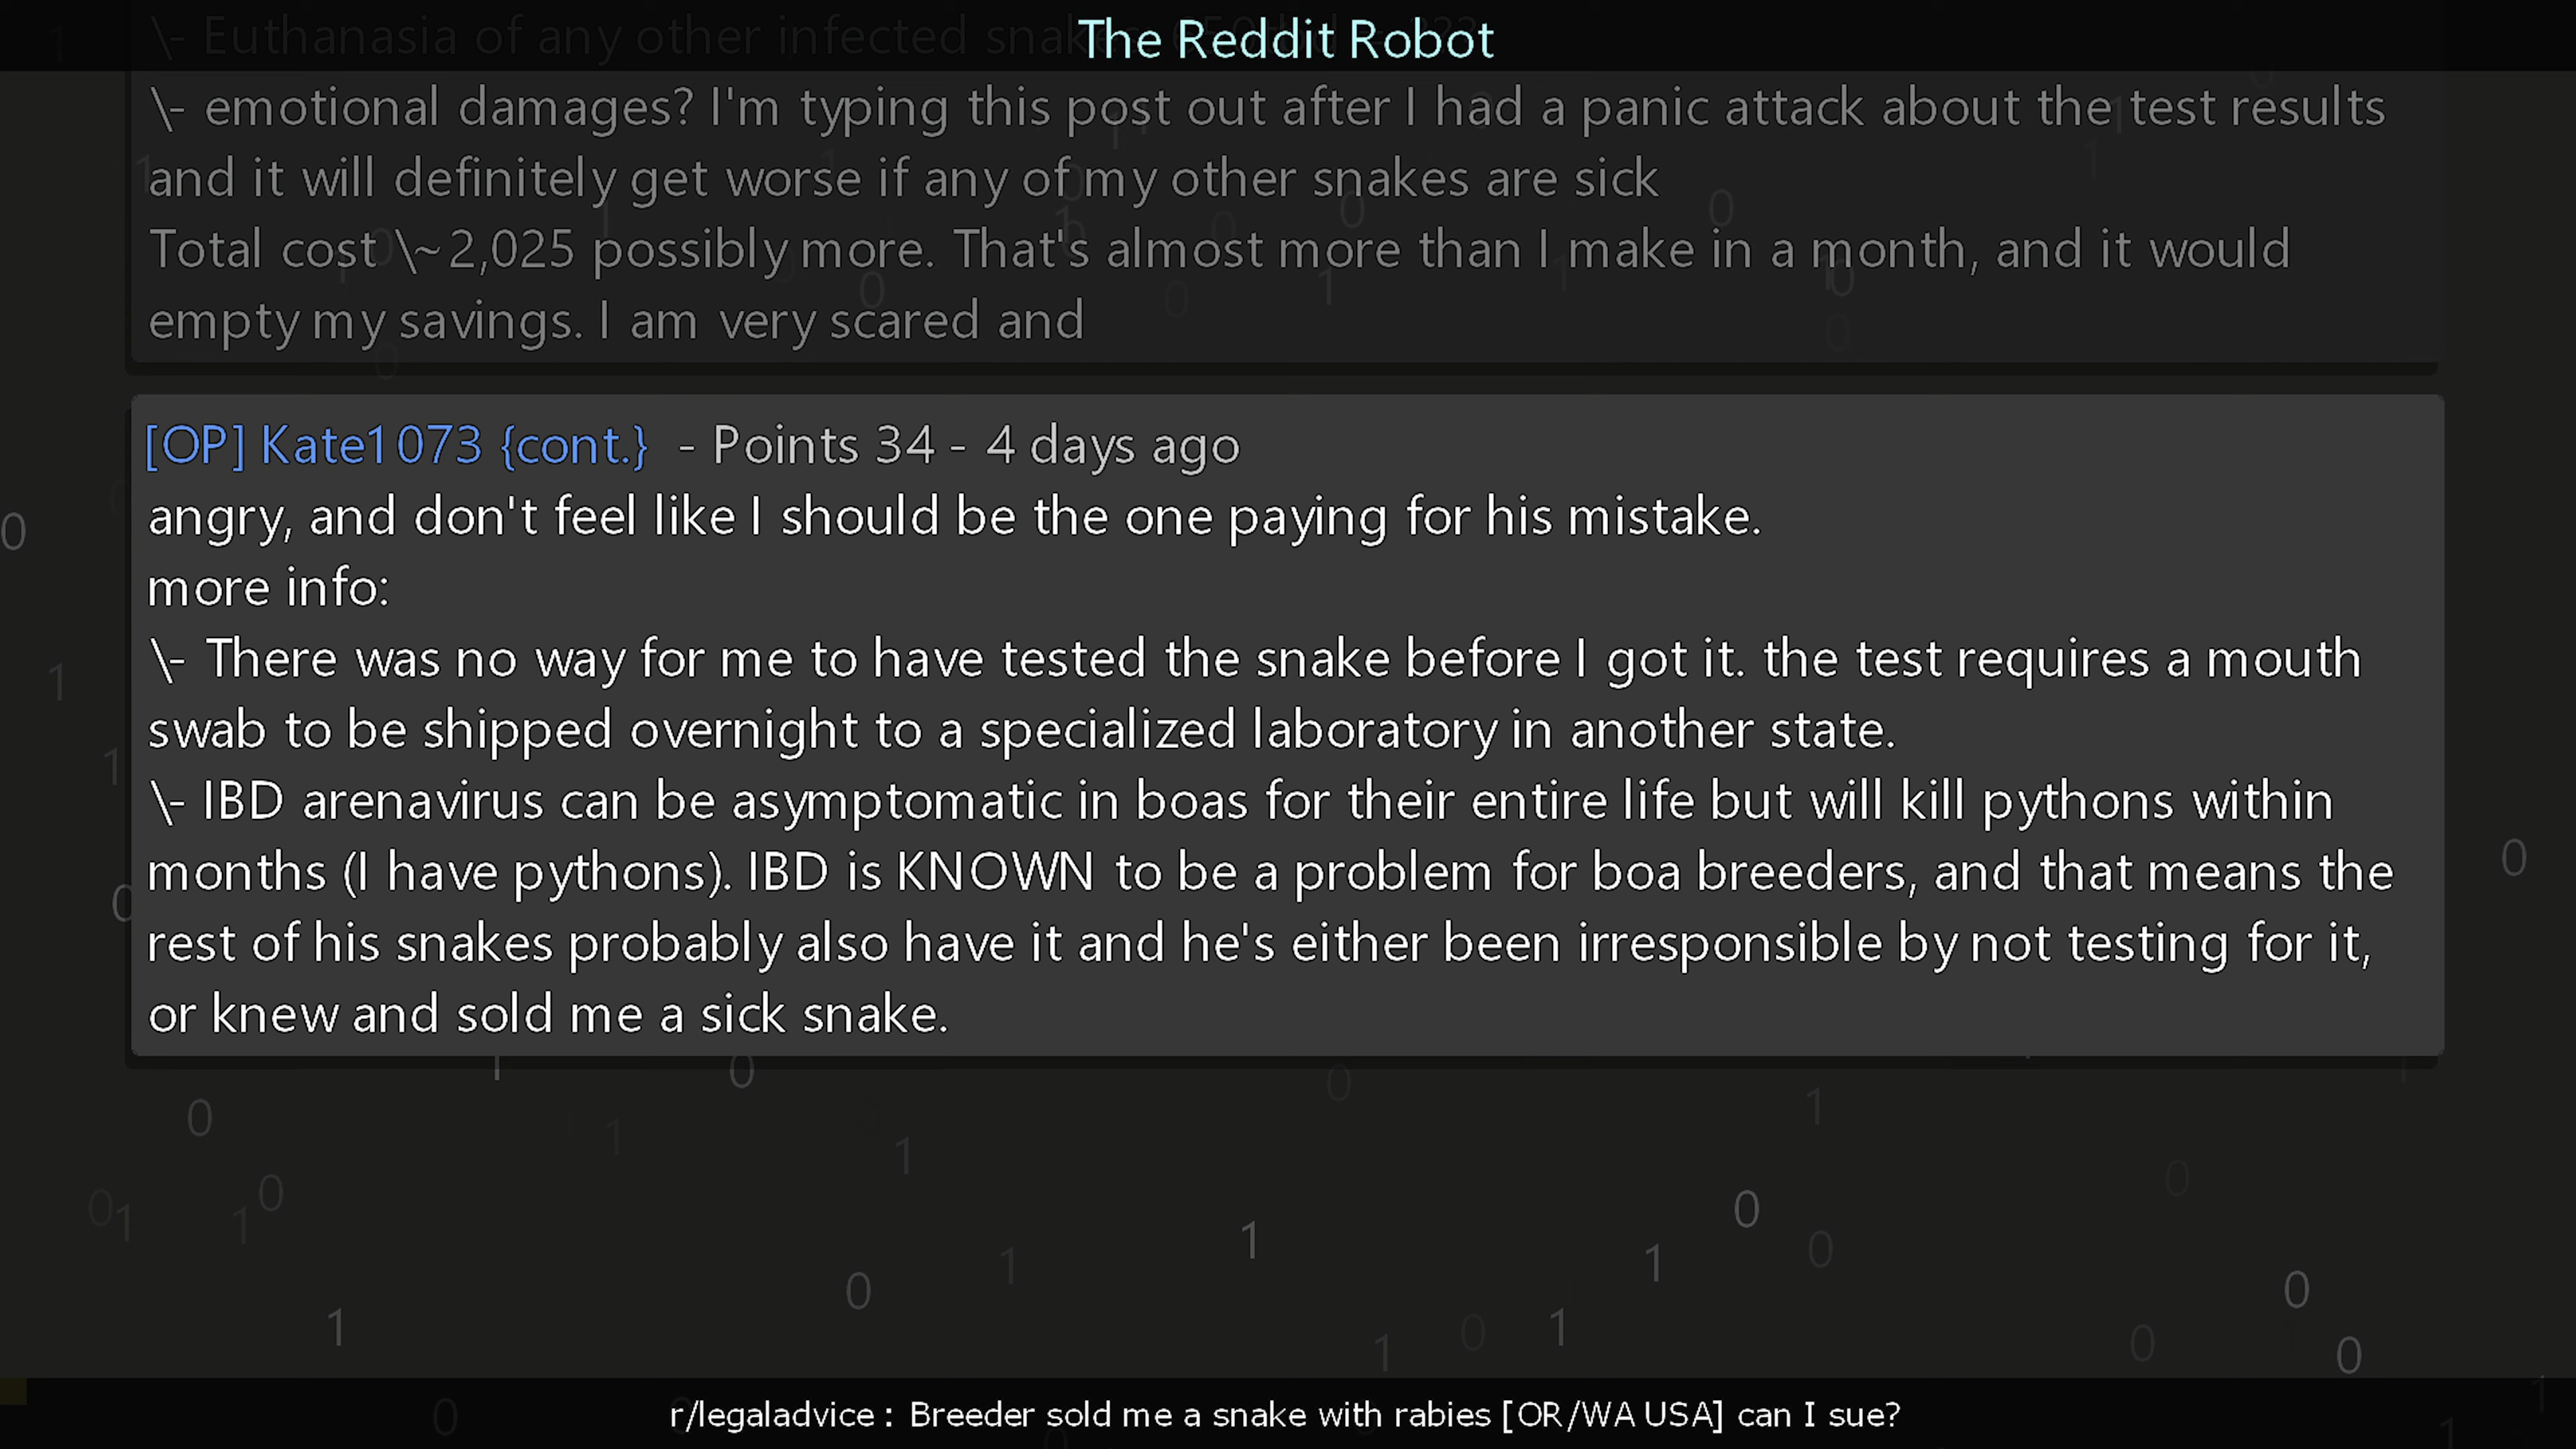 The Reddit Robot
\- Euthanasia of any other infected
\- emotional damages? I'm typing this post out after I had a panic attack about the test results
and it will definitely get worse if any of my other snakes are sick
Total cost \~2,025 possibly more. That's almost more than I make in a month, and it would
empty my savings. I am very scared and
[OP] Kate1073 {cont.} - Points 34 - 4 days ago
angry, and don't feel like I should be the one paying for his mistake.
more info:
\- There was no way for me to have tested the snake before I got it. the test requires a mouth
swab to be shipped overnight to a specialized laboratory in another state.
\- IBD arenavirus can be asymptomatic in boas for their entire life but will kill pythons within
months (I have pythons). IBD is KNOWN to be a problem for boa breeders, and that means the
rest of his snakes probably also have it and he's either been irresponsible by not testing for it,
or knew and sold me a sick snake.
r/legaladvice : Breeder sold me a snake with rabies [OR/WA USA] can I sue?